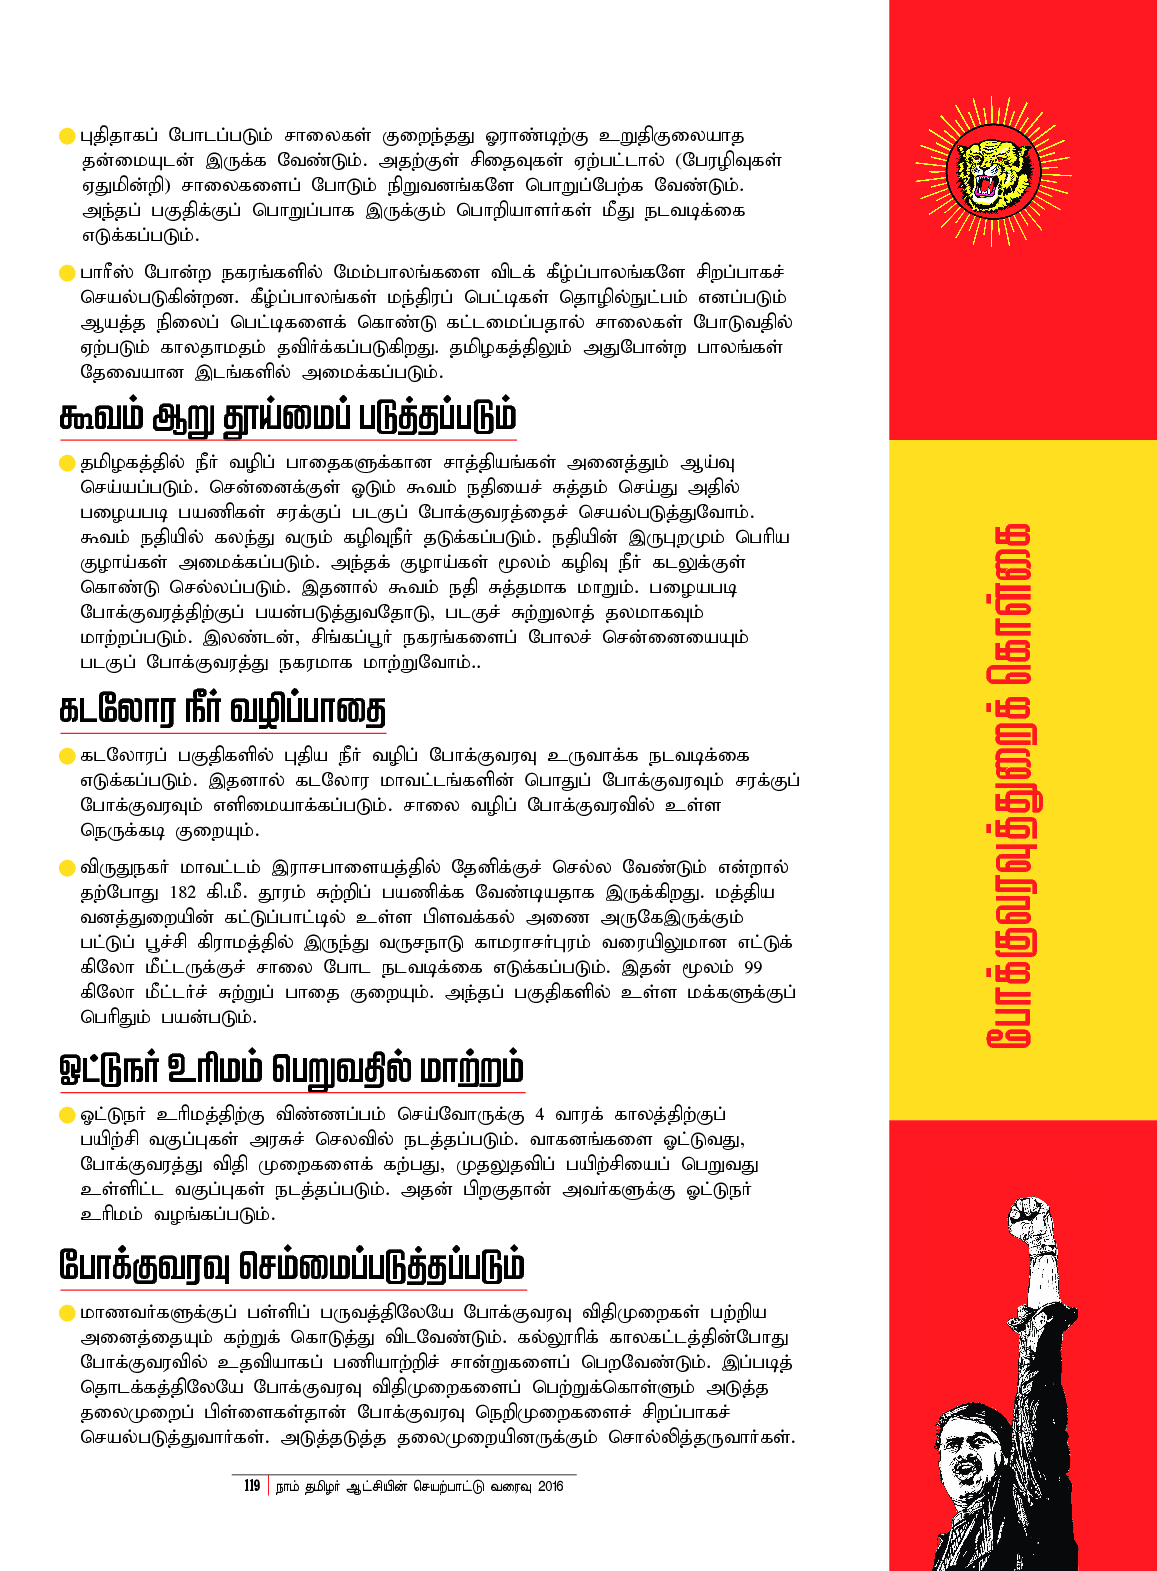 புதிதாகப் போடப்படும் சாலைகள் குறைந்தது ஓராண்டிற்கு உறுதிகுலையாத
தன்மையுடன் இருக்க வேண்டும். அதற்குள் சிதைவுகள் ஏற்பட்டால் (பேரழிவுகள்
ஏதுமின்றி) சாலைகளைப் போடும் நிறுவனங்களே பொறுப்பேற்க வேண்டும்.
அந்தப் பகுதிக்குப் பொறுப்பாக இருக்கும் பொறியாளர்கள் மீது நடவடிக்கை
எடுக்கப்படும்.
பாரீஸ் போன்ற நகரங்களில் மேம்பாலங்களை விடக் கீழ்ப்பாலங்களே சிறப்பாகச்
செயல்படுகின்றன. கீழ்ப்பாலங்கள் மந்திரப் பெட்டிகள் தொழில்நுட்பம் எனப்படும்
ஆயத்த நிலைப் பெட்டிகளைக் கொண்டு கட்டமைப்பதால் சாலைகள் போடுவதில்
ஏற்படும் காலதாமதம் தவிர்க்கப்படுகிறது. தமிழகத்திலும் அதுபோன்ற பாலங்கள்
தேவையான இடங்களில் அமைக்கப்படும்.
கூவம் ஆறு தூய்மைப் படுத்தப்படும்
தமிழகத்தில் நீர் வழிப் பாதைகளுக்கான சாத்தியங்கள் அனைத்தும் ஆய்வு
செய்யப்படும். சென்னைக்குள் ஓடும் கூவம் நதியைச் சுத்தம் செய்து அதில்
பழையபடி பயணிகள் சரக்குப் படகுப் போக்குவரத்தைச் செயல்படுத்துவோம்.
கூவம் நதியில் கலந்து வரும் கழிவுநீர் தடுக்கப்படும். நதியின் இருபுறமும் பெரிய
குழாய்கள் அமைக்கப்படும். அந்தக் குழாய்கள் மூலம் கழிவு நீர் கடலுக்குள்
கொண்டு செல்லப்படும். இதனால் கூவம் நதி சுத்தமாக மாறும். பழையபடி
போக்குவரத்திற்குப் பயன்படுத்துவதோடு, படகுச் சுற்றுலாத் தலமாகவும்
மாற்றப்படும். இலண்டன், சிங்கப்பூர் நகரங்களைப் போலச் சென்னையையும்
படகுப் போக்குவரத்து நகரமாக மாற்றுவோம்..
கடலோர நீர் வழிப்பாதை
கடலோரப் பகுதிகளில் புதிய நீர் வழிப் போக்குவரவு உருவாக்க நடவடிக்கை
எடுக்கப்படும். இதனால் கடலோர மாவட்டங்களின் பொதுப் போக்குவரவும் சரக்குப்
போக்குவரவும் எளிமையாக்கப்படும். சாலை வழிப் போக்குவரவில் உள்ள
நெருக்கடி குறையும்.
விருதுநகர் மாவட்டம் இராசபாளையத்தில் தேனிக்குச் செல்ல வேண்டும் என்றால்
தற்போது 182 கி.மீ. தூரம் சுற்றிப் பயணிக்க வேண்டியதாக இருக்கிறது. மத்திய
வனத்துறையின் கட்டுப்பாட்டில் உள்ள பிளவக்கல் அணை அருகேஇருக்கும்
பட்டுப் பூச்சி கிராமத்தில் இருந்து வருசநாடு காமராசர்புரம் வரையிலுமான எட்டுக்
கிலோ மீட்டருக்குச் சாலை போட நடவடிக்கை எடுக்கப்படும். இதன் மூலம் 99
கிலோ மீட்டர்ச் சுற்றுப் பாதை குறையும். அந்தப் பகுதிகளில் உள்ள மக்களுக்குப்
பெரிதும் பயன்படும்.
ஓட்டுநர் உரிமம் பெறுவதில் மாற்றம்
ஓட்டுநர் உரிமத்திற்கு விண்ணப்பம் செய்வோருக்கு 4 வாரக் காலத்திற்குப்
பயிற்சி வகுப்புகள் அரசுச் செலவில் நடத்தப்படும். வாகனங்களை ஓட்டுவது,
போக்குவரத்து விதி முறைகளைக் கற்பது, முதலுதவிப் பயிற்சியைப் பெறுவது
உள்ளிட்ட வகுப்புகள் நடத்தப்படும். அதன் பிறகுதான் அவர்களுக்கு ஓட்டுநர்
உரிமம் வழங்கப்படும்.
போக்குவரவு செம்மைப்படுத்தப்படும்
மாணவர்களுக்குப் பள்ளிப் பருவத்திலேயே போக்குவரவு விதிமுறைகள் பற்றிய
அனைத்தையும் கற்றுக் கொடுத்து விடவேண்டும். கல்லூரிக் காலகட்டத்தின்போது
போக்குவரவில் உதவியாகப் பணியாற்றிச் சான்றுகளைப் பெறவேண்டும். இப்படித்
தொடக்கத்திலேயே போக்குவரவு விதிமுறைகளைப் பெற்றுக்கொள்ளும் அடுத்த
தலைமுறைப் பிள்ளைகள்தான் போக்குவரவு நெறிமுறைகளைச் சிறப்பாகச்
செயல்படுத்துவார்கள். அடுத்தடுத்த தலைமுறையினருக்கும் சொல்லித்தருவார்கள்.
119 நாம் தமிழர் ஆட்சியின் செயற்பாட்டு வரைவு 2016
போக்குவரவுத்துறைக் கொள்கை